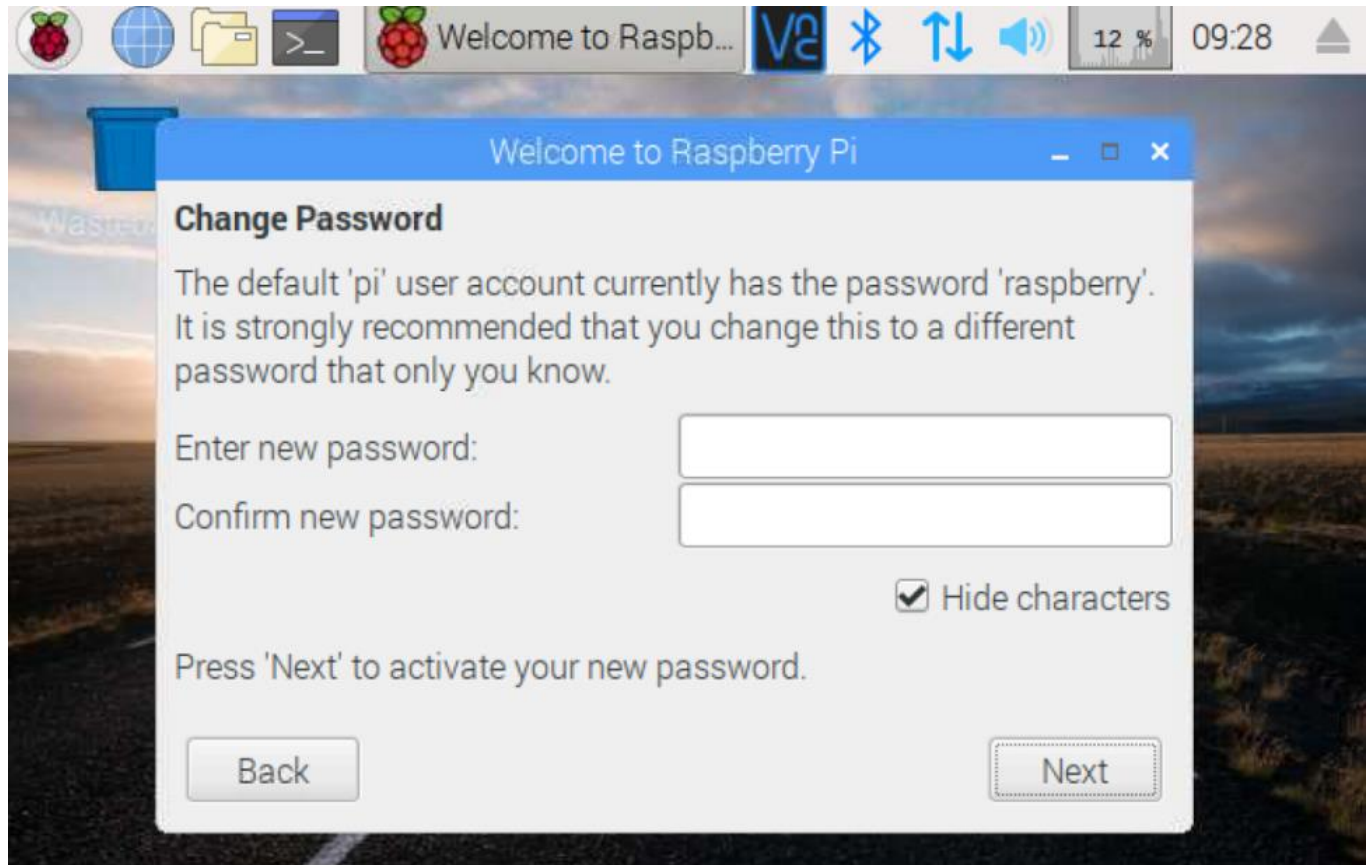 Welcome to Raspb...
12 %
09:28
Welcome to Raspberry Pi
Change Password
The default 'pi' user account currently has the password 'raspberry'.
It is strongly recommended that you change this to a different
password that only you know.
Enter new password:
Confirm new password:
Hide characters
Press 'Next' to activate your new password.
Back
Next